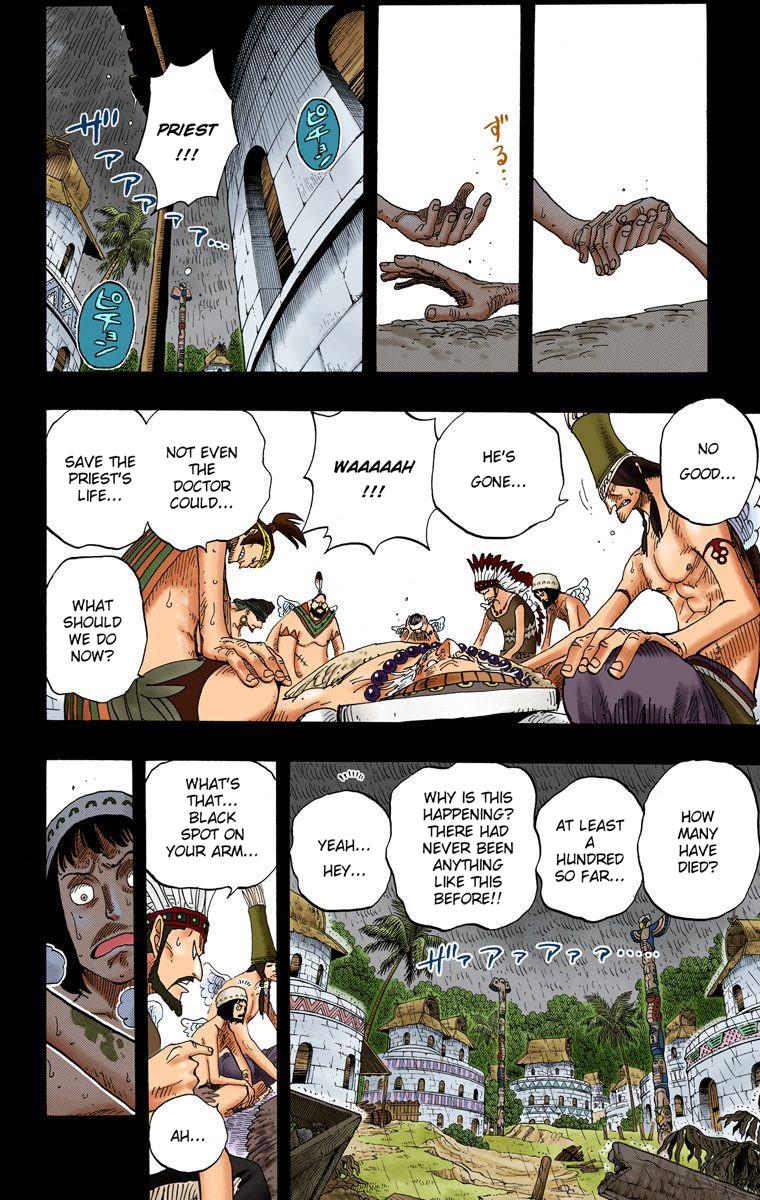 ずる…
PRIEST
!!!
ピチョン
ザァァァァァ…
ピチョン
NO
GOOD...
HE'S
GONE...
WAAAAAH
!!!
NOT EVEN
THE
DOCTOR
COULD...
SAVE THE
PRIEST'S
LIFE...
WHAT
SHOULD
WE DO
NOW?
HOW
MANY
HAVE
DIED?
AT LEAST
A
HUNDRED
SO FAR...
WHY IS THIS
HAPPENING?
THERE HAD
NEVER BEEN
ANYTHING
LIKE THIS
BEFORE!!
YEAH...
HEY...
ザァァァァァ……
WHAT'S
THAT...
BLACK
SPOT ON
YOUR ARM...
AH...